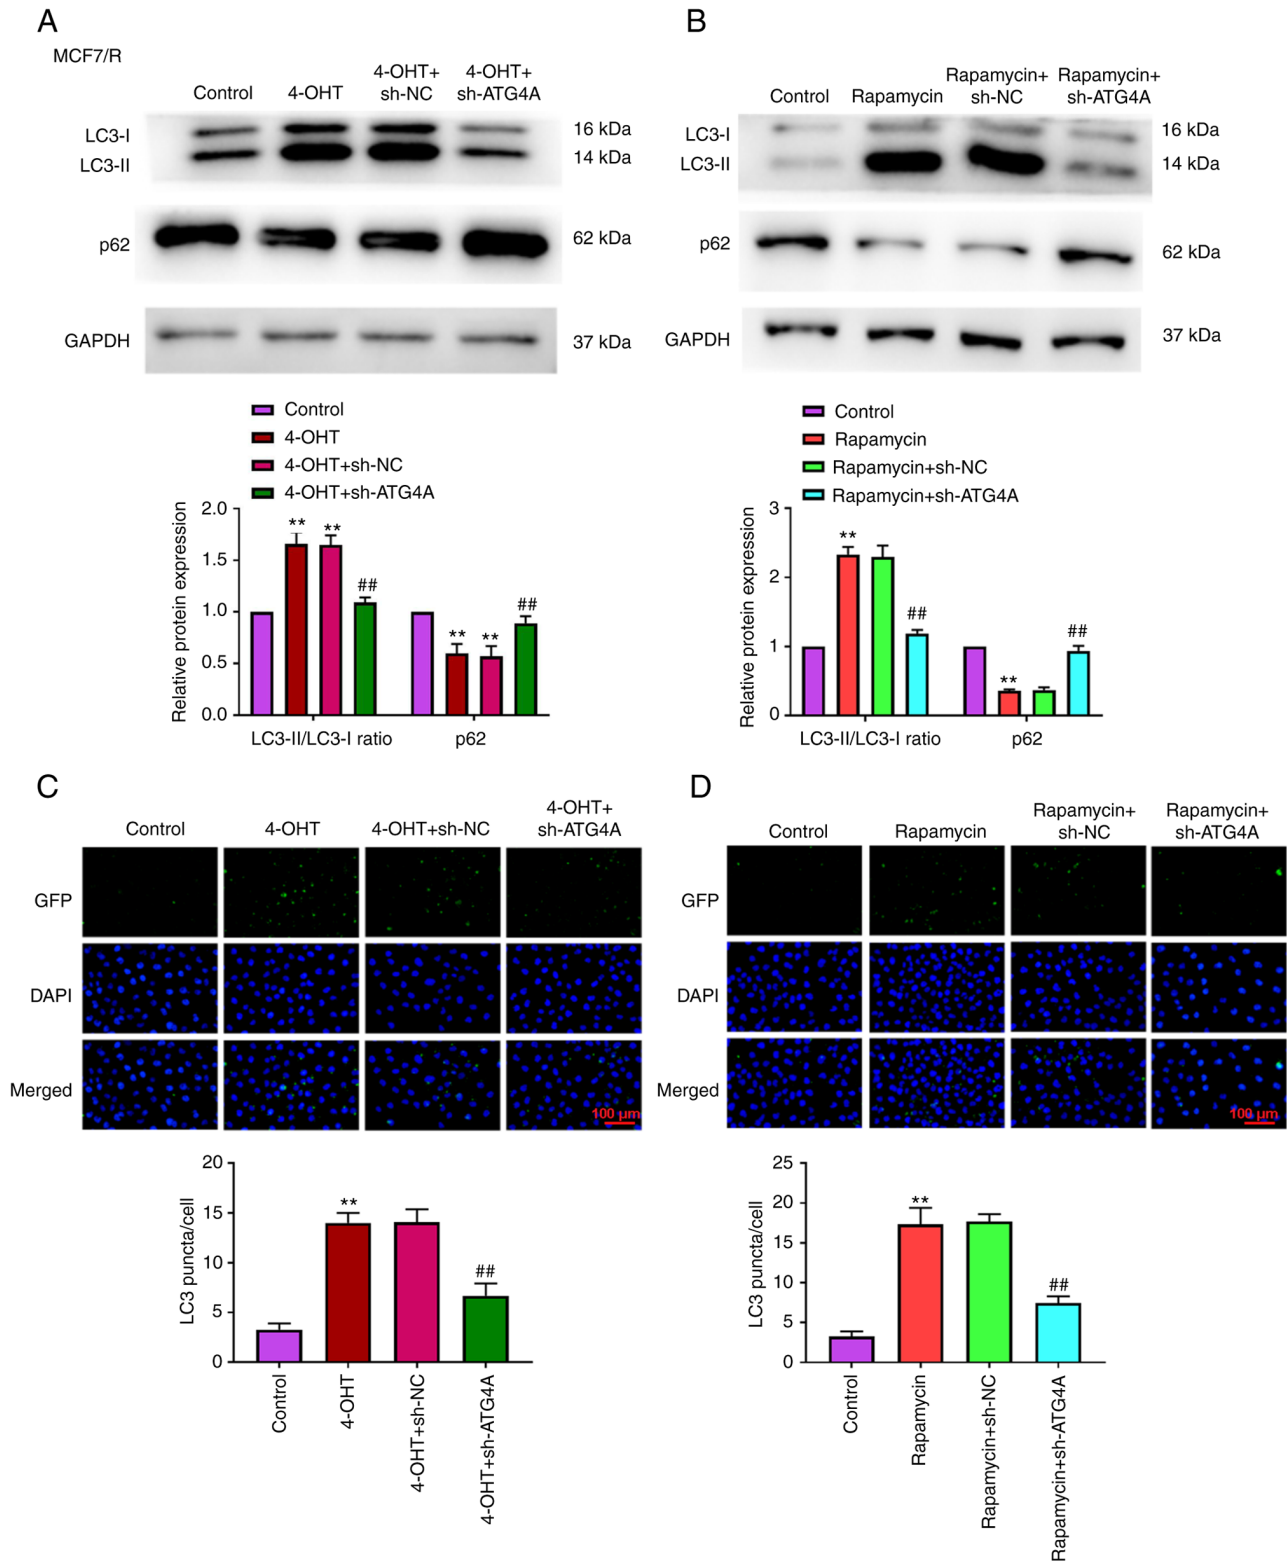 A
MCF7/R
Control
4-OHT
4-OHT+
sh-NC
4-OHT+
sh-ATG4A
LC3-I
LC3-II
16 kDa
14 kDa
p62
62 kDa
GAPDH
37 kDa
Control
4-OHT
4-OHT+sh-NC
4-OHT+sh-ATG4A
Relative protein expression
2.0
1.5
1.0
0.5
0.0
**
**
##
**
**
##
LC3-II/LC3-I ratio
p62
B
Control
Rapamycin
Rapamycin+
sh-NC
Rapamycin+
sh-ATG4A
LC3-I
LC3-II
16 kDa
14 kDa
p62
62 kDa
GAPDH
37 kDa
Control
Rapamycin
Rapamycin+sh-NC
Rapamycin+sh-ATG4A
Relative protein expression
3
2
1
0
**
##
**
##
LC3-II/LC3-I ratio
p62
C
Control
4-OHT
4-OHT+sh-NC
4-OHT+
sh-ATG4A
GFP
DAPI
Merged
100 µm
LC3 puncta/cell
20
15
10
5
0
**
##
Control
4-OHT
4-OHT+sh-NC
4-OHT+sh-ATG4A
D
Control
Rapamycin
Rapamycin+
sh-NC
Rapamycin+
sh-ATG4A
GFP
DAPI
Merged
100 µm
LC3 puncta/cell
25
20
15
10
5
0
**
##
Control
Rapamycin
Rapamycin+sh-NC
Rapamycin+sh-ATG4A